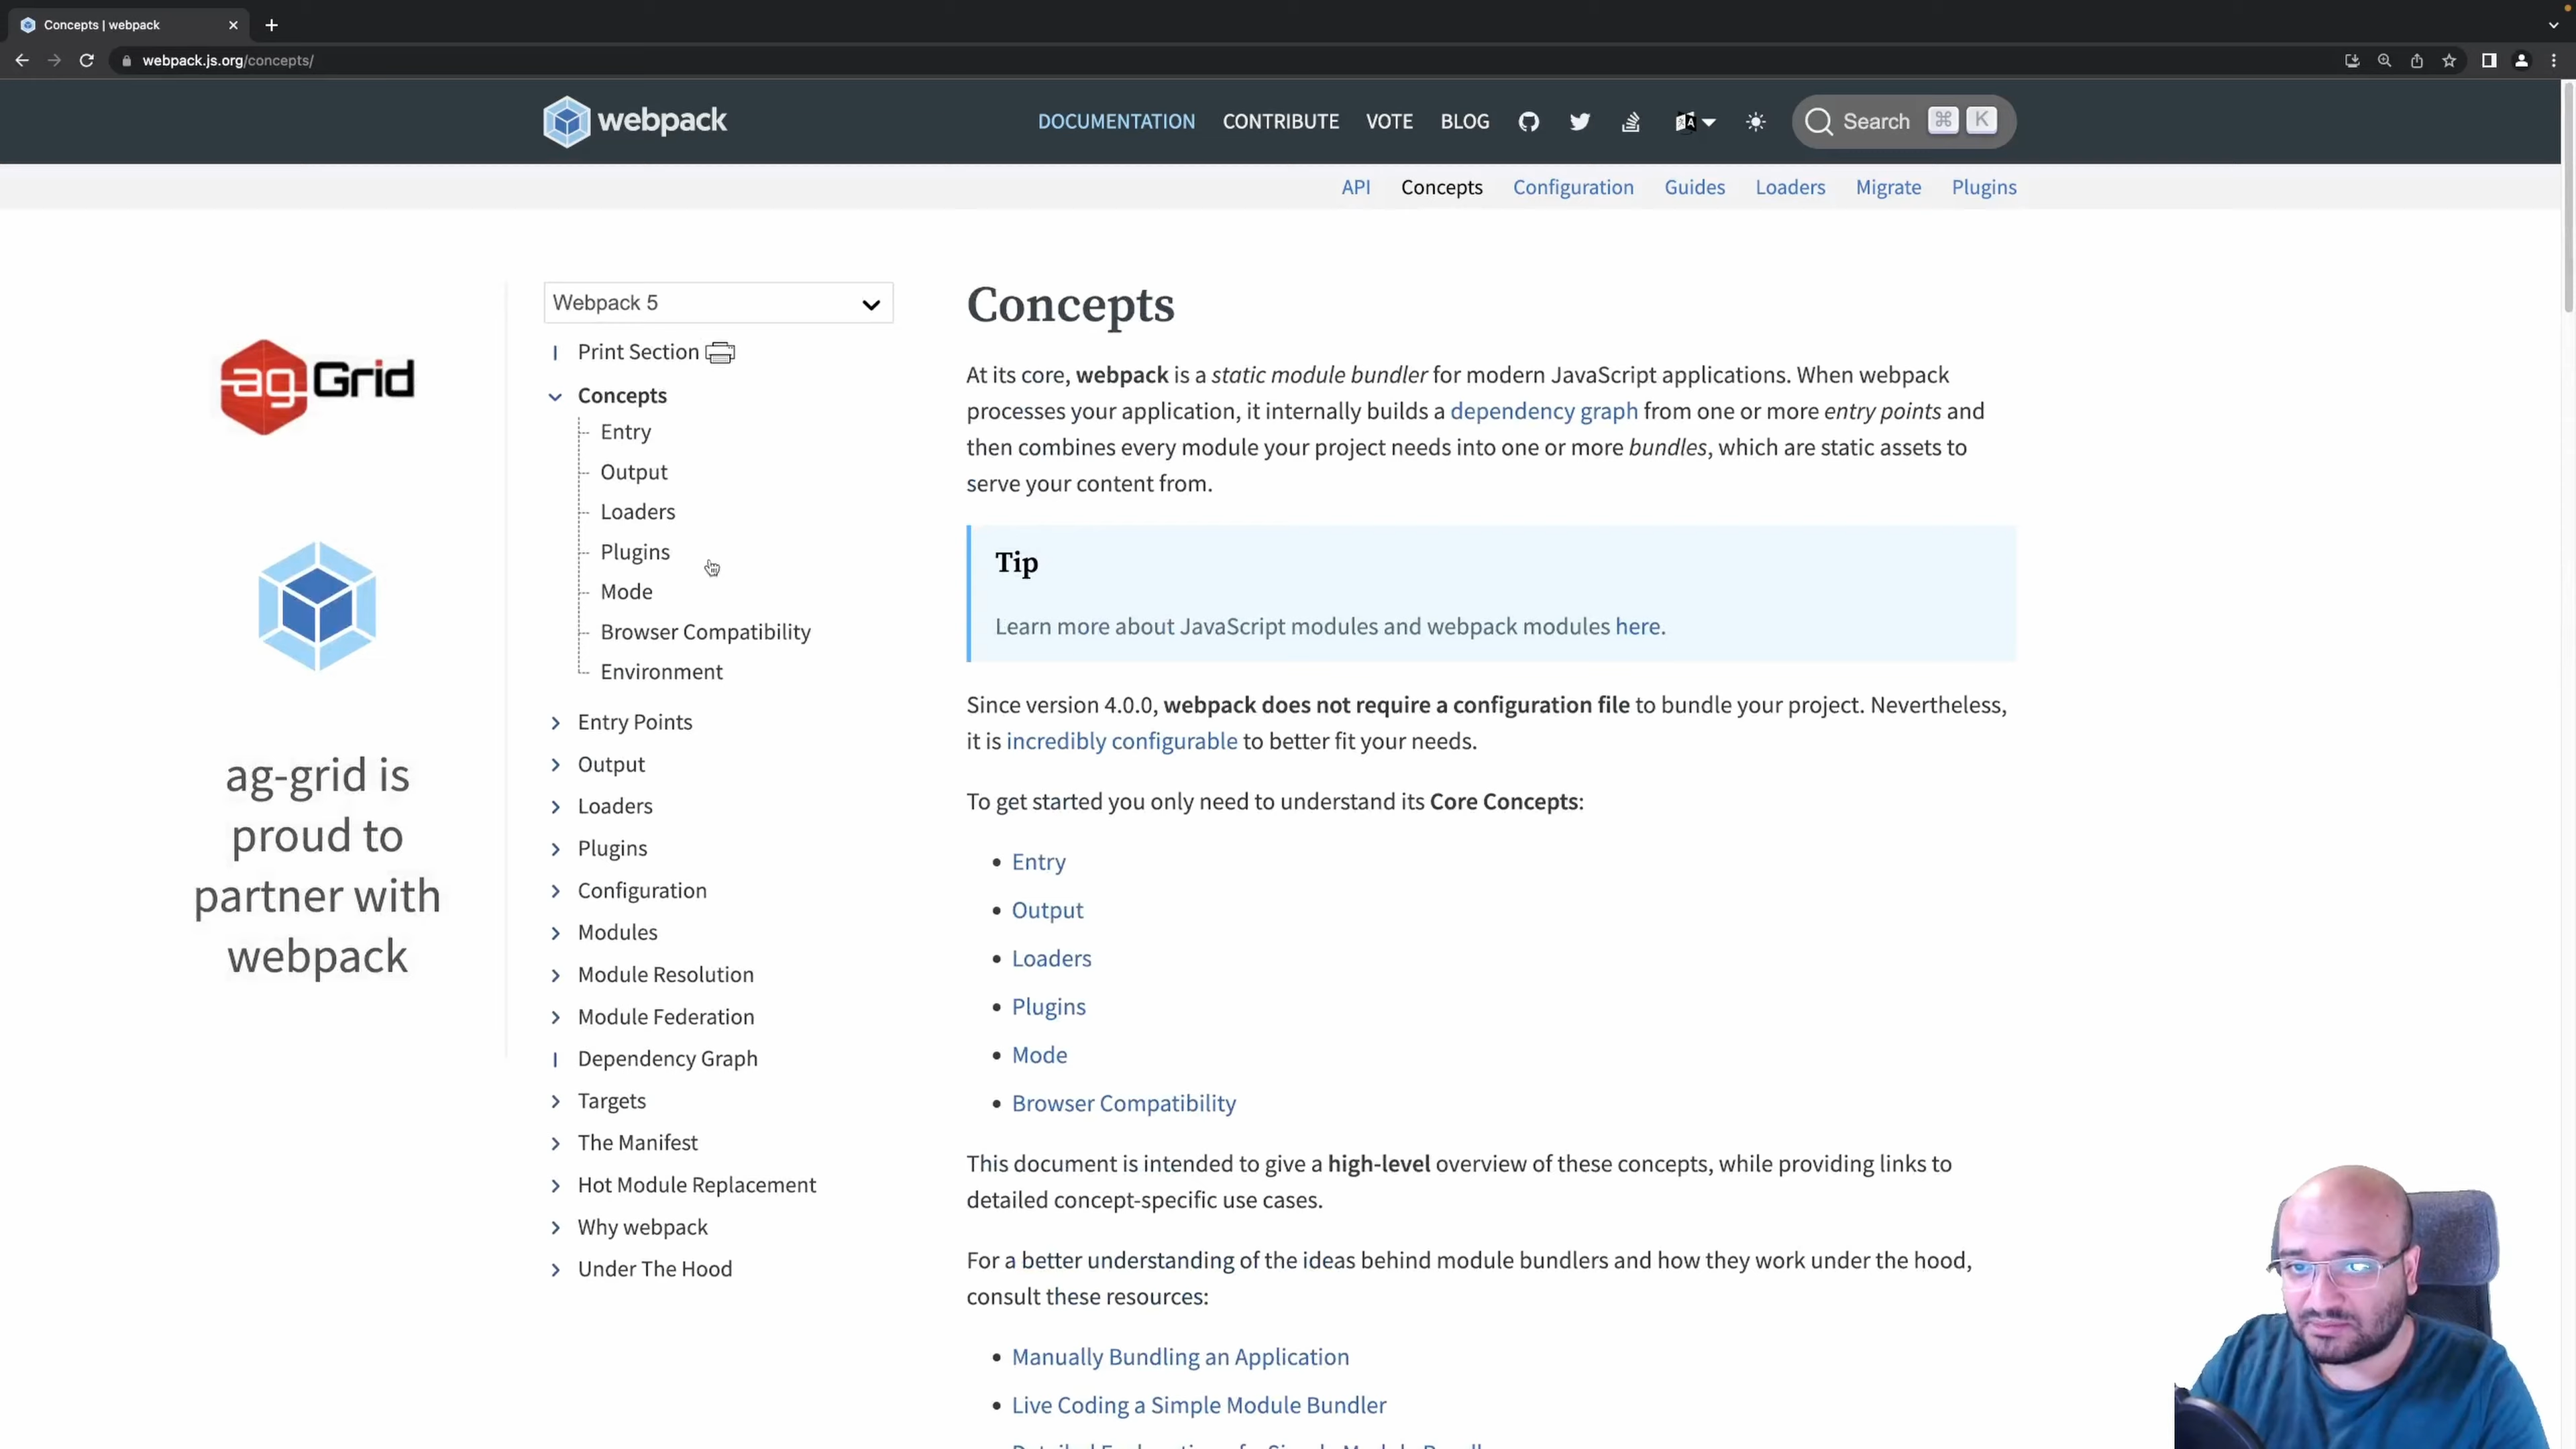 Concepts | webpack
webpack.js.org/concepts/
webpack
DOCUMENTATION CONTRIBUTE VOTE BLOG Search ⌘ K
API Concepts Configuration Guides Loaders Migrate Plugins
ag Grid
ag-grid is
proud to
partner with
webpack
Webpack 5
Print Section
Concepts
Entry
Output
Loaders
Plugins
Mode
Browser Compatibility
Environment
Entry Points
Output
Loaders
Plugins
Configuration
Modules
Module Resolution
Module Federation
Dependency Graph
Targets
The Manifest
Hot Module Replacement
Why webpack
Under The Hood
Concepts
At its core, webpack is a static module bundler for modern JavaScript applications. When webpack
processes your application, it internally builds a dependency graph from one or more entry points and
then combines every module your project needs into one or more bundles, which are static assets to
serve your content from.
Tip
Learn more about JavaScript modules and webpack modules here.
Since version 4.0.0, webpack does not require a configuration file to bundle your project. Nevertheless,
it is incredibly configurable to better fit your needs.
To get started you only need to understand its Core Concepts:
• Entry
• Output
• Loaders
• Plugins
• Mode
• Browser Compatibility
This document is intended to give a high-level overview of these concepts, while providing links to
detailed concept-specific use cases.
For a better understanding of the ideas behind module bundlers and how they work under the hood,
consult these resources:
• Manually Bundling an Application
• Live Coding a Simple Module Bundler